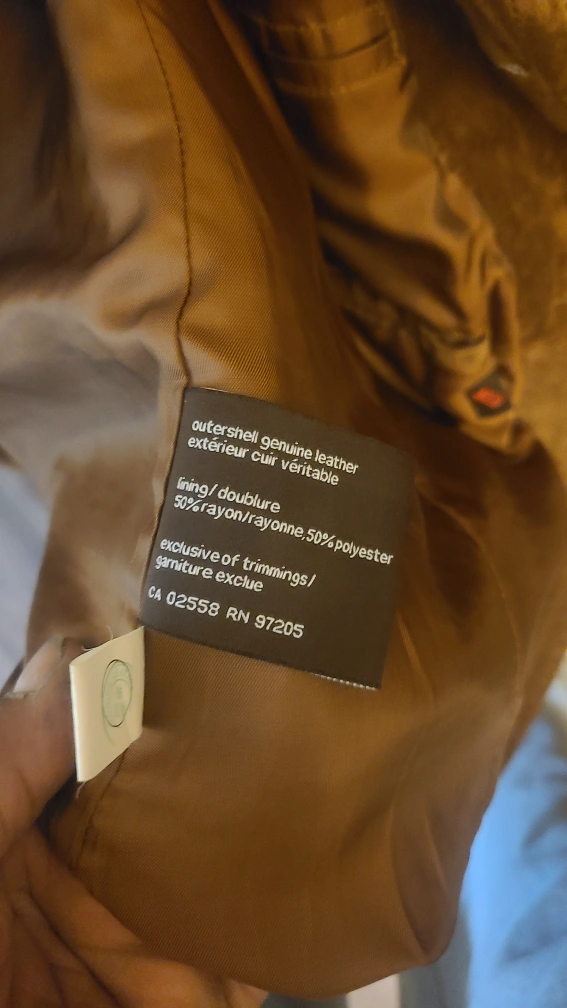 outershell genuine leather
extérieur cuir véritable
lining/doublure
50%rayon/rayonne,50%polyester
exclusive of trimmings/
garniture exclue
CA 02558 RN 97205